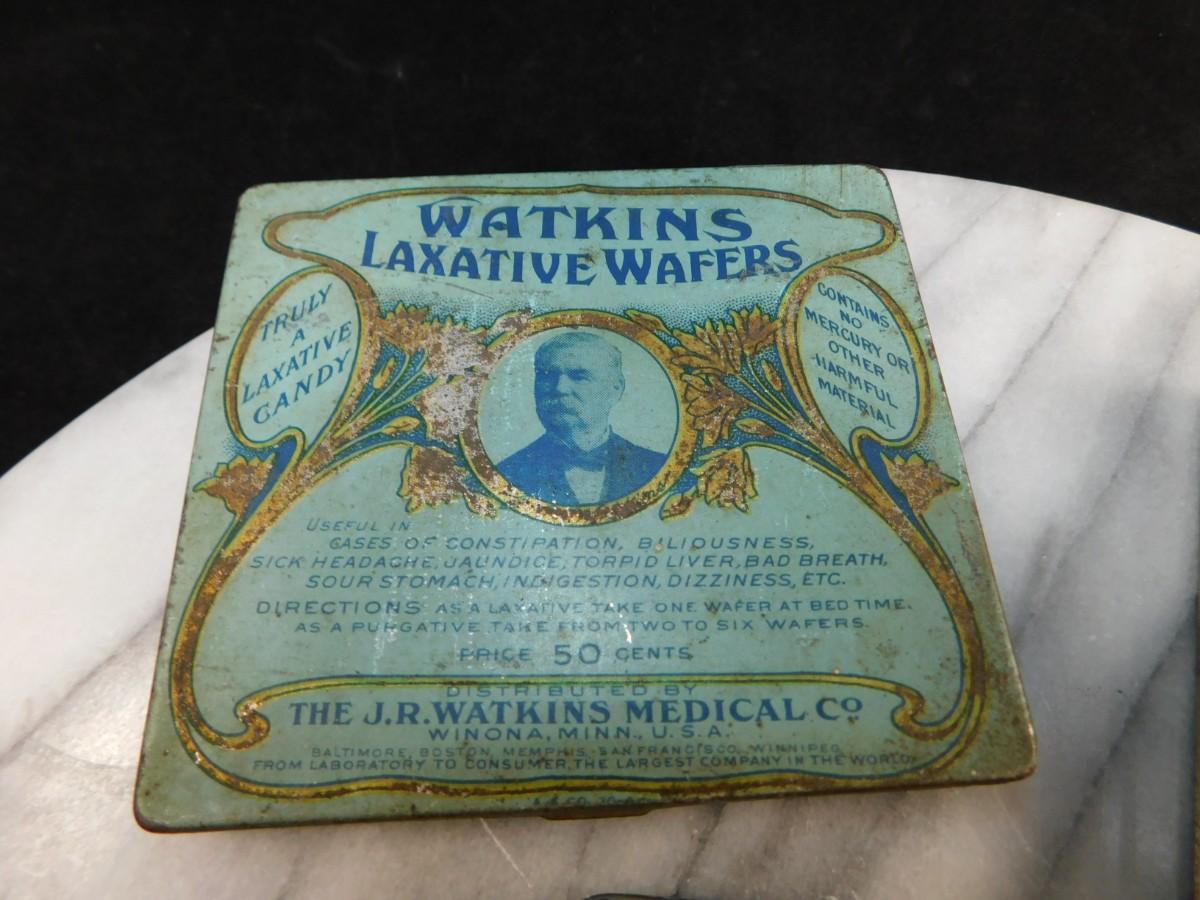 WATKINS
LAXATIVE WAFERS
TRULY
A
LAXATIVE
CANDY
CONTAINS
NO
MERCURY OR
OTHER
HARMFUL
MATERIAL
USEFUL IN
CASES OF CONSTIPATION, BILIOUSNESS,
SICK HEADACHE, JAUNDICE, TORPID LIVER, BAD BREATH,
SOUR STOMACH, INDIGESTION, DIZZINESS, ETC.
DIRECTIONS AS A LAXATIVE TAKE ONE WAFER AT BED TIME.
AS A PURGATIVE TAKE FROM TWO TO SIX WAFERS.
PRICE 50 CENTS
DISTRIBUTED BY
THE J.R. WATKINS MEDICAL CO
WINONA, MINN., U.S.A.
BALTIMORE, BOSTON, MEMPHIS, SAN FRANCISCO, WINNIPEG
FROM LABORATORY TO CONSUMER, THE LARGEST COMPANY IN THE WORLD